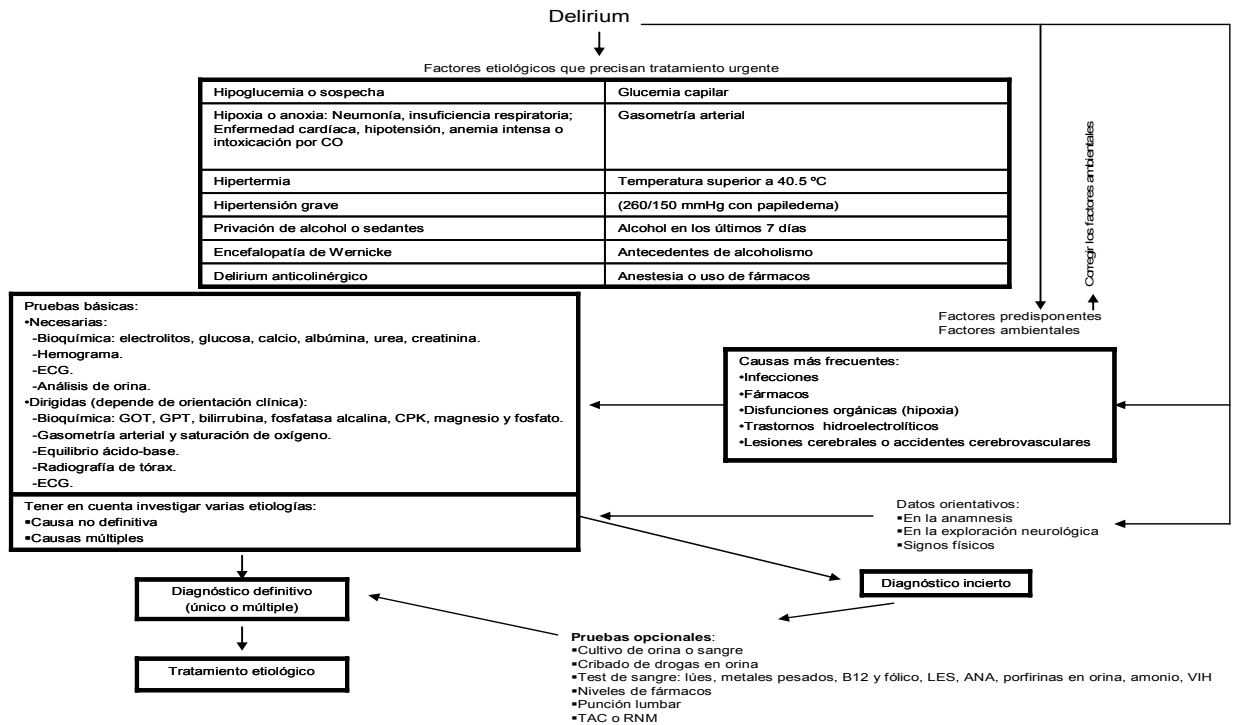 Delirium
Factores etiológicos que precisan tratamiento urgente
Hipoglucemia o sospecha
Glucemia capilar
Hipoxia o anoxia: Neumonía, insuficiencia respiratoria;
Enfermedad cardíaca, hipotensión, anemia intensa o
intoxicación por CO
Gasometría arterial
Hipertermia
Temperatura superior a 40.5 ºC
Hipertensión grave
(260/150 mmHg con papiledema)
Privación de alcohol o sedantes
Alcohol en los últimos 7 días
Encefalopatía de Wernicke
Antecedentes de alcoholismo
Delirium anticolinérgico
Anestesia o uso de fármacos
Corregir los factores ambientales
Factores predisponentes
Factores ambientales
Pruebas básicas:
•Necesarias:
-Bioquímica: electrolitos, glucosa, calcio, albúmina, urea, creatinina.
-Hemograma.
-ECG.
-Análisis de orina.
•Dirigidas (depende de orientación clínica):
-Bioquímica: GOT, GPT, bilirrubina, fosfatasa alcalina, CPK, magnesio y fosfato.
-Gasometría arterial y saturación de oxígeno.
-Equilibrio ácido-base.
-Radiografía de tórax.
-ECG.
Tener en cuenta investigar varias etiologías:
▪Causa no definitiva
▪Causas múltiples
Causas más frecuentes:
•Infecciones
•Fármacos
•Disfunciones orgánicas (hipoxia)
•Trastornos hidroelectrolíticos
•Lesiones cerebrales o accidentes cerebrovasculares
Datos orientativos:
▪En la anamnesis
▪En la exploración neurológica
▪Signos físicos
Diagnóstico definitivo
(único o múltiple)
Diagnóstico incierto
Tratamiento etiológico
Pruebas opcionales:
▪Cultivo de orina o sangre
▪Cribado de drogas en orina
▪Test de sangre: lúes, metales pesados, B12 y fólico, LES, ANA, porfirinas en orina, amonio, VIH
▪Niveles de fármacos
▪Punción lumbar
▪TAC o RNM